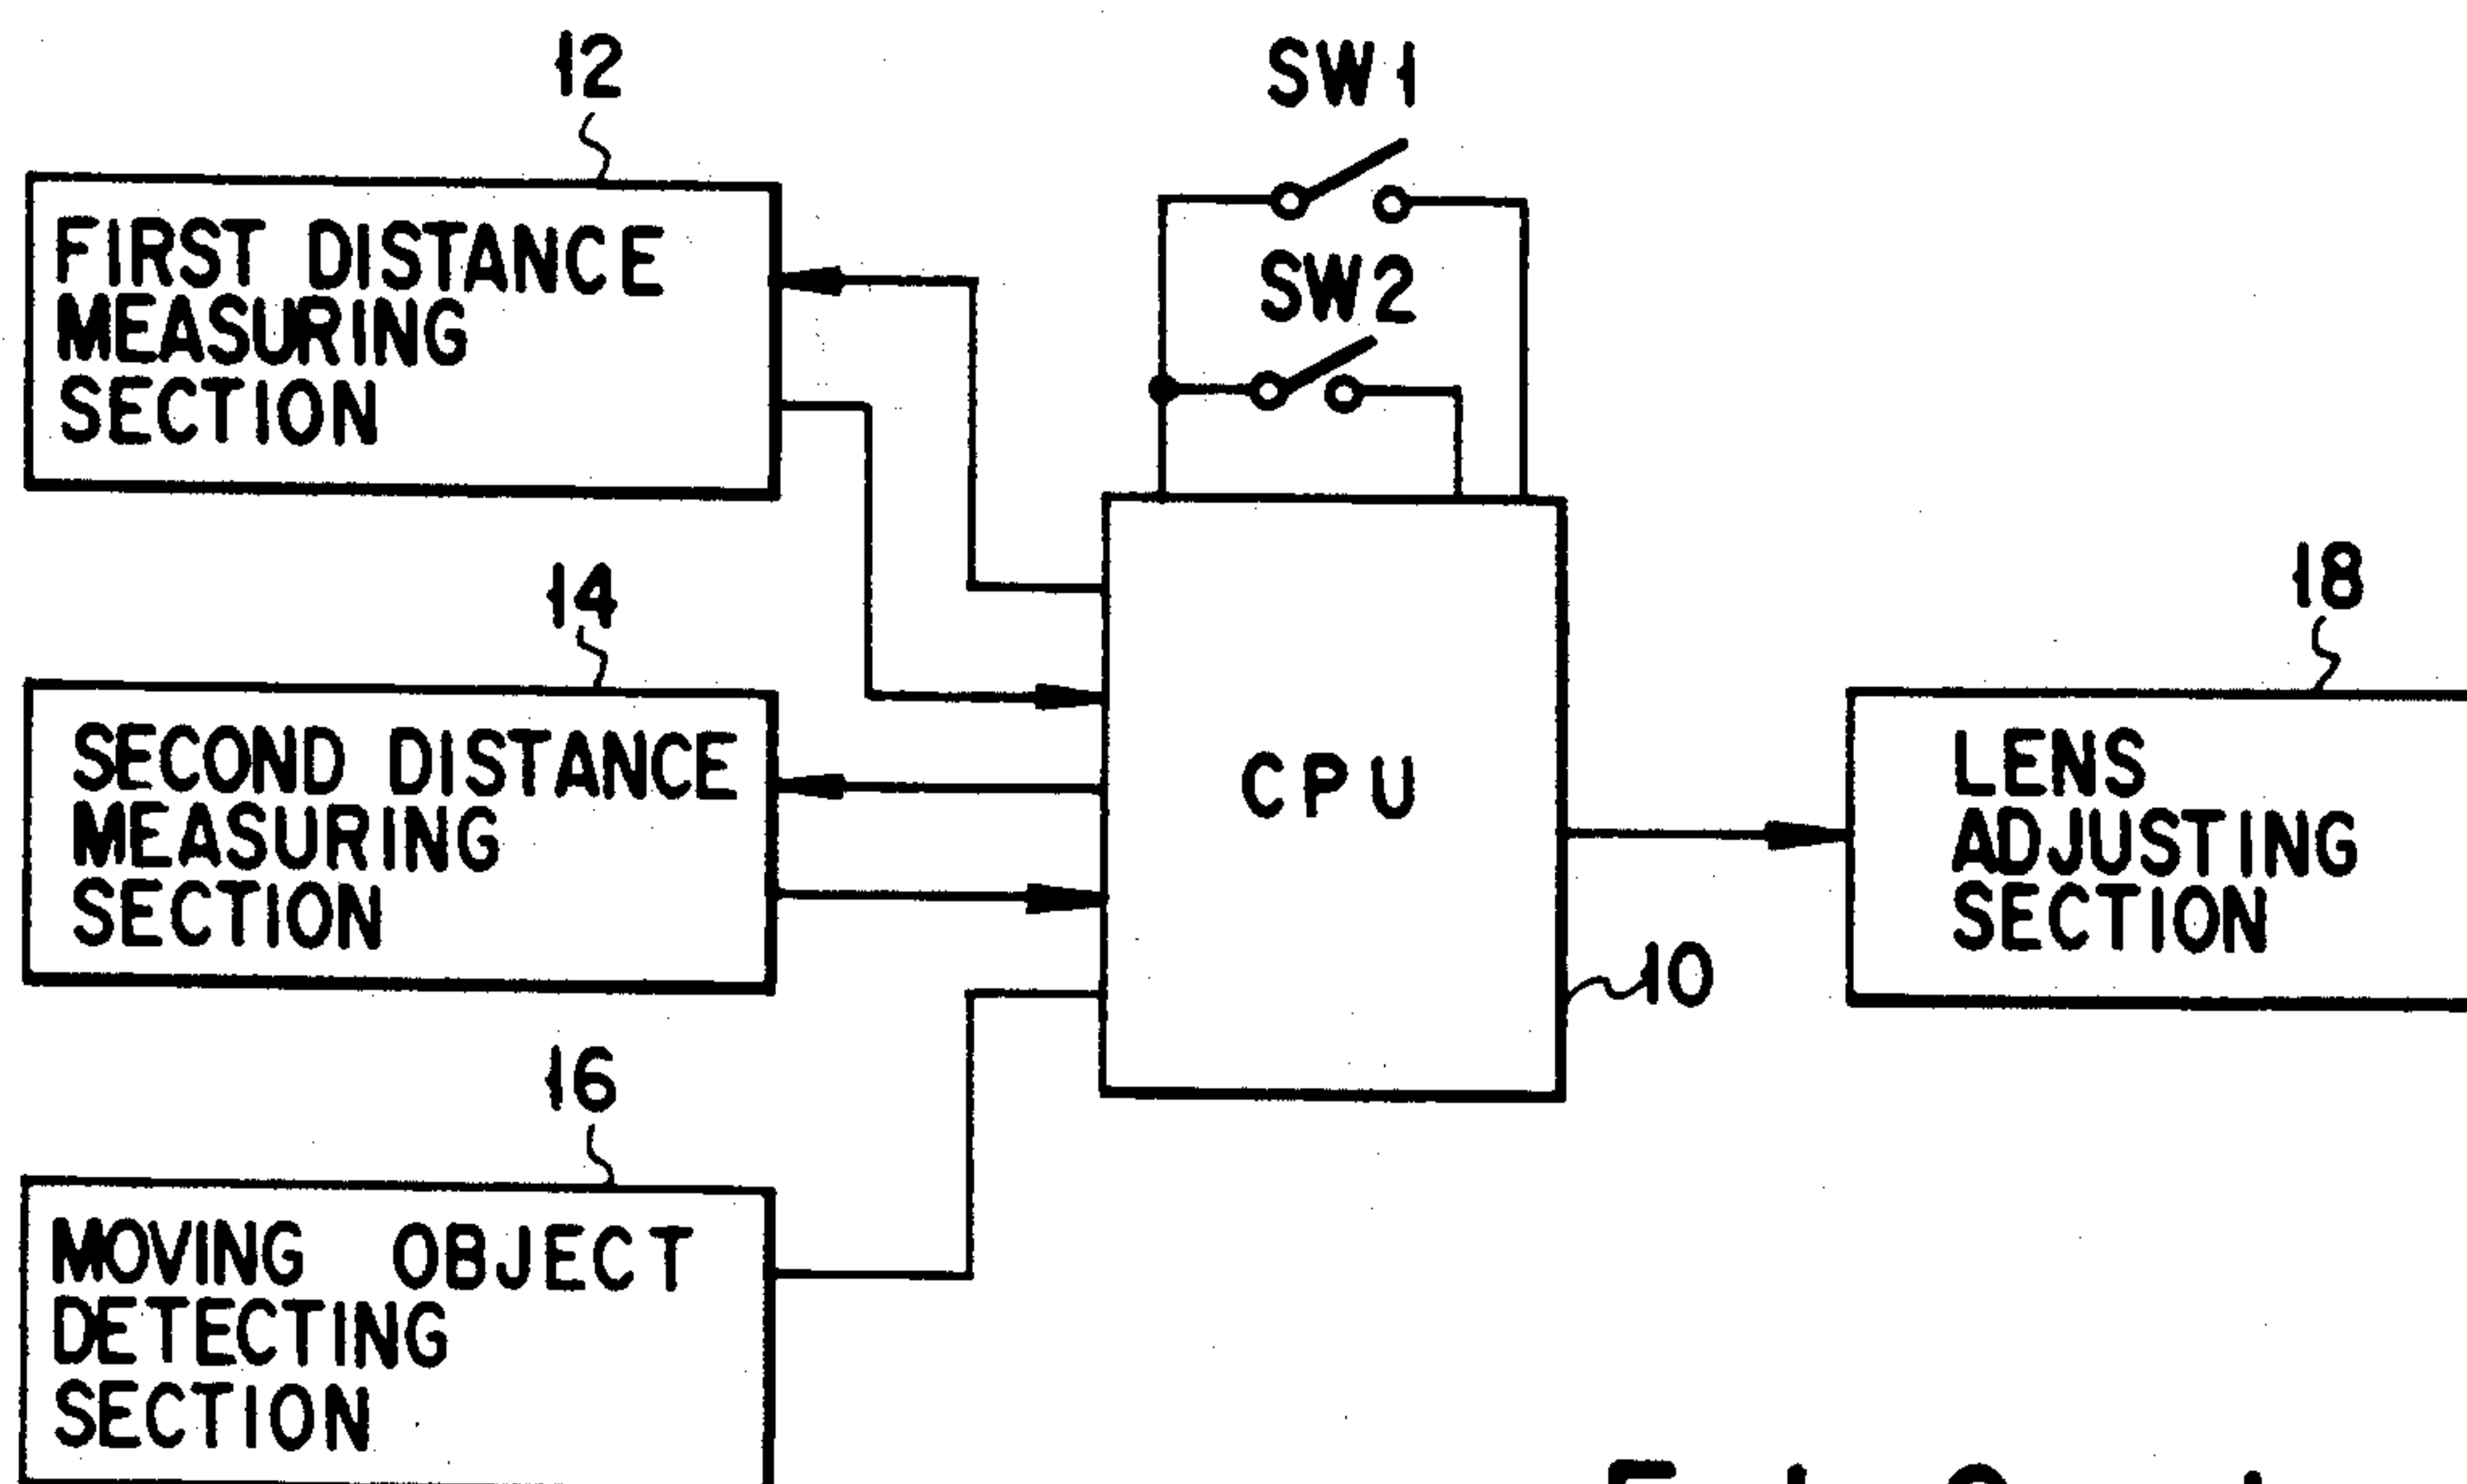 12
SW1
FIRST DISTANCE
MEASURING
SECTION
SW2
14
18
SECOND DISTANCE
MEASURING
SECTION
CPU
LENS
ADJUSTING
SECTION
10
16
MOVING OBJECT
DETECTING
SECTION